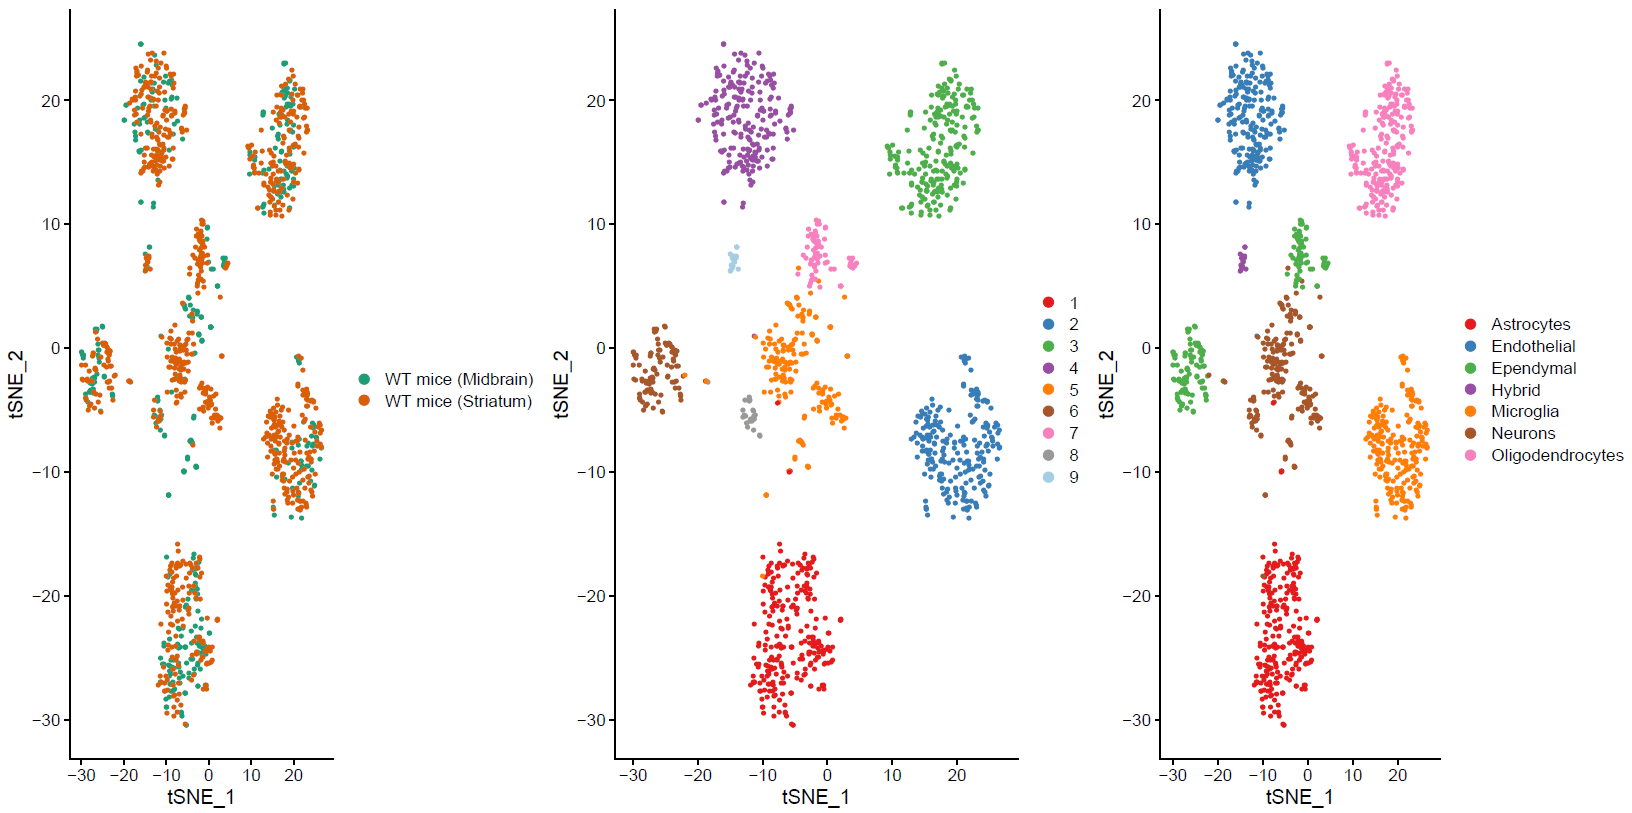 20
10
0
−10
−20
−30
tSNE_2
−30 −20 −10 0 10 20
tSNE_1
WT mice (Midbrain)
WT mice (Striatum)
20
10
0
−10
−20
−30
tSNE_2
−30 −20 −10 0 10 20
tSNE_1
1
2
3
4
5
6
7
8
9
20
10
0
−10
−20
−30
tSNE_2
−30 −20 −10 0 10 20
tSNE_1
Astrocytes
Endothelial
Ependymal
Hybrid
Microglia
Neurons
Oligodendrocytes